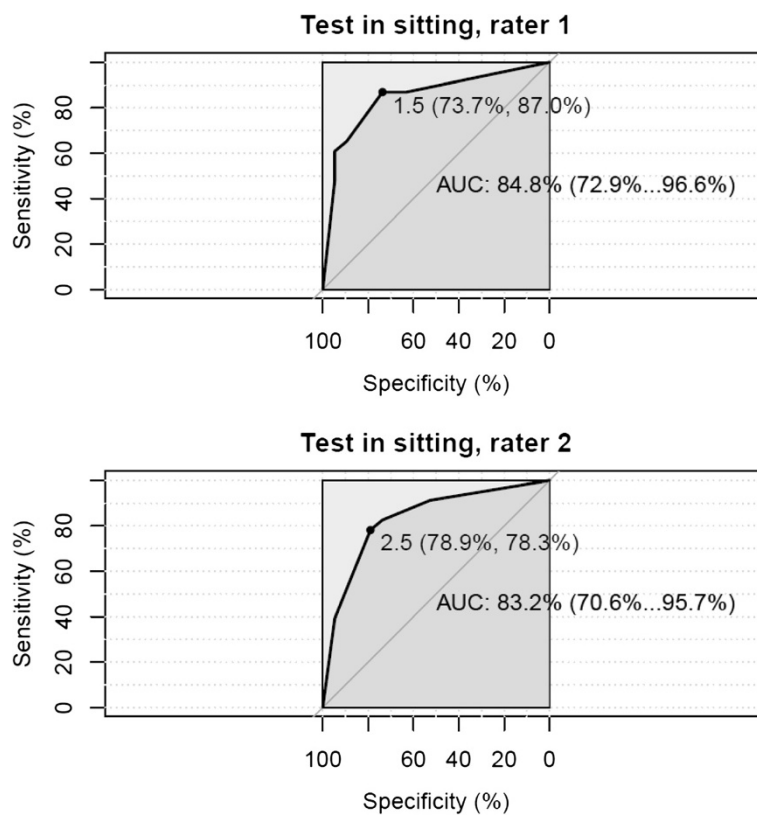 Test in sitting, rater 1
Sensitivity (%)
80
60
40
20
0
1.5 (73.7%, 87.0%)
AUC: 84.8% (72.9%...96.6%)
100 60 40 20 0
Specificity (%)
Test in sitting, rater 2
Sensitivity (%)
80
60
40
20
0
2.5 (78.9%, 78.3%)
AUC: 83.2% (70.6%...95.7%)
100 60 40 20 0
Specificity (%)